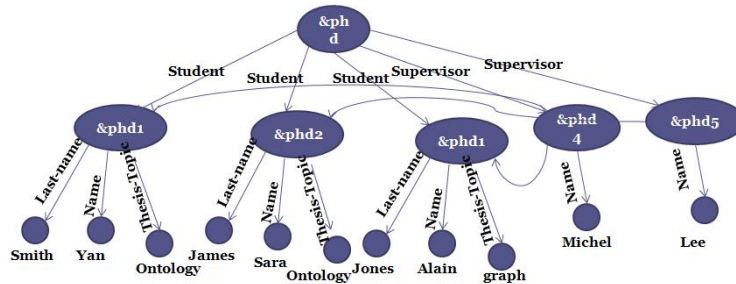 &ph
d
Student
Student
Student
Supervisor
Supervisor
&phd1
&phd2
&phd1
&phd
4
&phd5
Last-name
Name
Thesis-Topic
Last-name
Name
Thesis-Topic
Last-name
Name
Thesis-Topic
Name
Name
Smith
Yan
Ontology
James
Sara
Ontology
Jones
Alain
graph
Michel
Lee